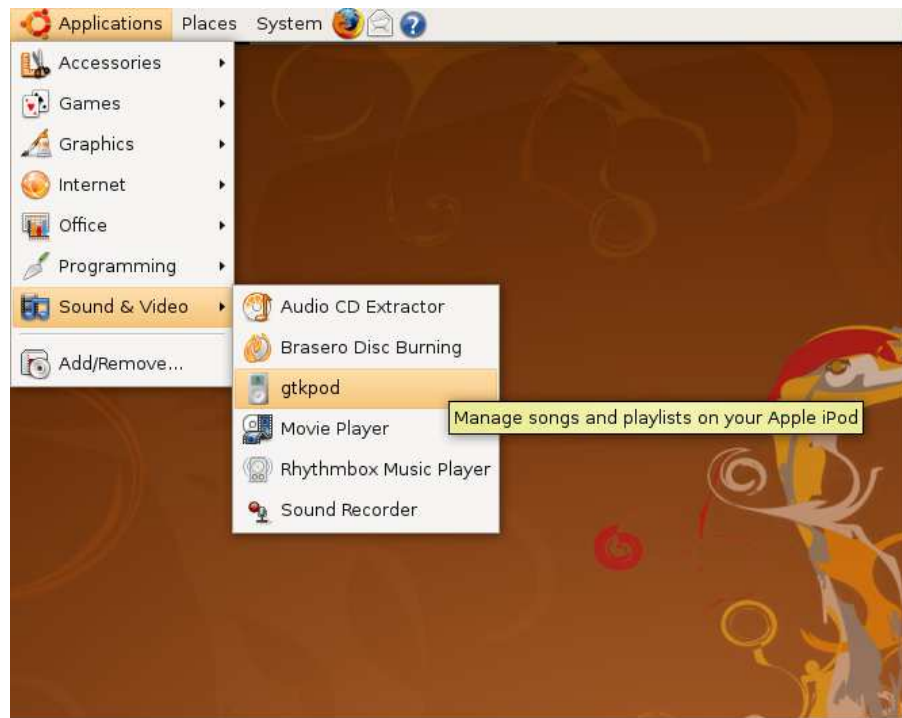 Applications Places System
Accessories
Games
Graphics
Internet
Office
Programming
Sound & Video
Add/Remove...
Audio CD Extractor
Brasero Disc Burning
gtkpod
Manage songs and playlists on your Apple iPod
Movie Player
Rhythmbox Music Player
Sound Recorder